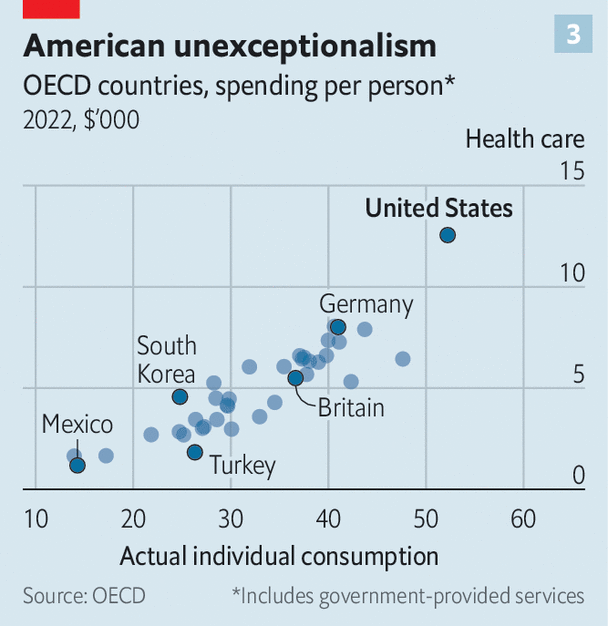 3
American unexceptionalism
OECD countries, spending per person*
2022, $’000
Health care
15
United States
10
Germany
South
Korea
5
Britain
Mexico
Turkey
0
10 20 30 40 50 60
Actual individual consumption
Source: OECD *Includes government-provided services